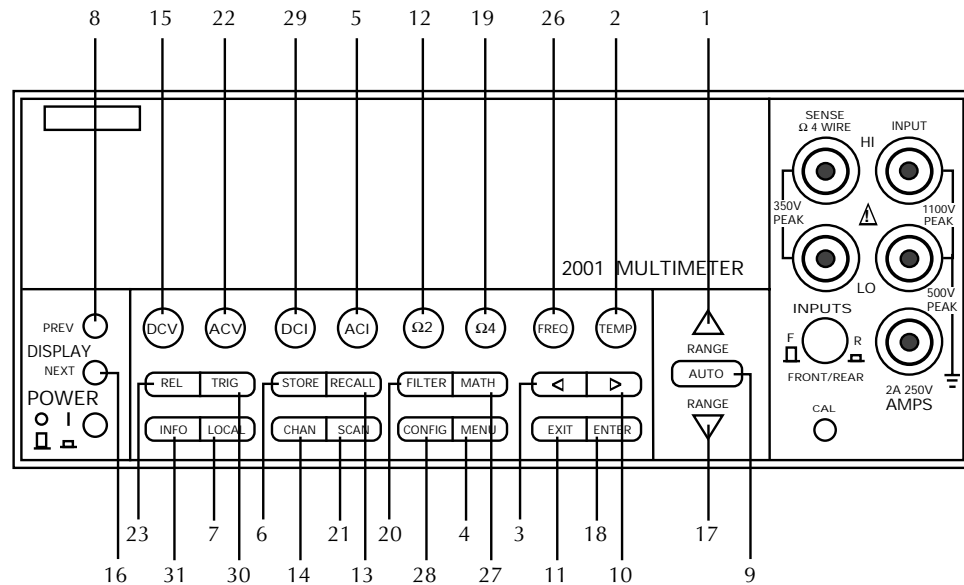 8 15 22 29 5 12 19 26 2 1
SENSE
Ω 4 WIRE
INPUT
HI
350V
PEAK
1100V
PEAK
2001 MULTIMETER
LO
500V
PEAK
PREV
DCV ACV DCI ACI Ω2 Ω4 FREQ TEMP
INPUTS
DISPLAY
NEXT
RANGE
F R
REL TRIG STORE RECALL FILTER MATH
AUTO
FRONT/REAR
POWER
2A 250V
AMPS
RANGE
CAL
INFO LOCAL CHAN SCAN CONFIG MENU EXIT ENTER
23 7 6 21 20 4 3 18 17
16 31 30 14 13 28 27 11 10 9